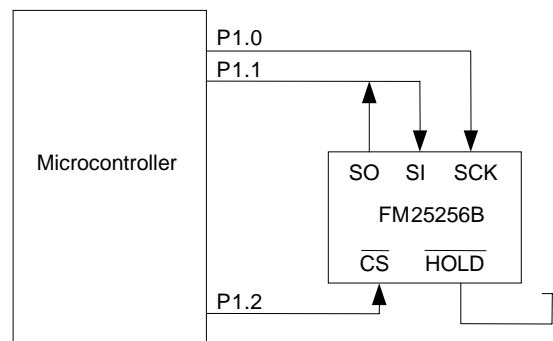 P1.0
P1.1
Microcontroller
SO SI SCK
FM25256B
CS HOLD
P1.2